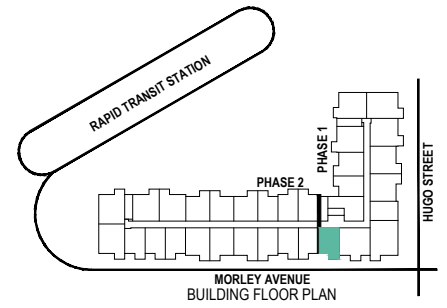 RAPID TRANSIT STATION
PHASE 1
PHASE 2
HUGO STREET
MORLEY AVENUE
BUILDING FLOOR PLAN